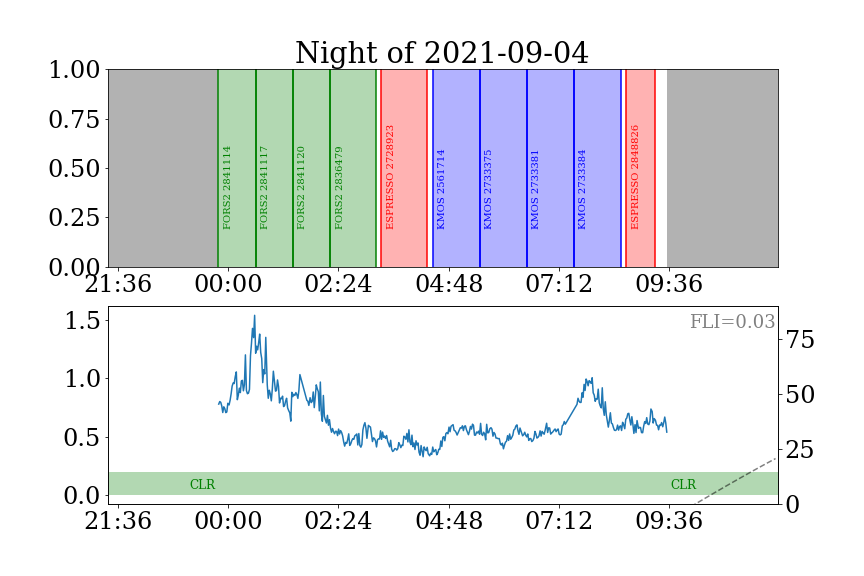 Night of 2021-09-04
1.00
0.75
0.50
0.25
0.00
FORS2 2841114
FORS2 2841117
FORS2 2841120
FORS2 2836479
ESPRESSO 2728923
KMOS 2561714
KMOS 2733375
KMOS 2733381
KMOS 2733384
ESPRESSO 2848826
21:36 00:00 02:24 04:48 07:12 09:36
FLI=0.03
1.5
1.0
0.5
0.0
75
50
25
0
CLR CLR
21:36 00:00 02:24 04:48 07:12 09:36